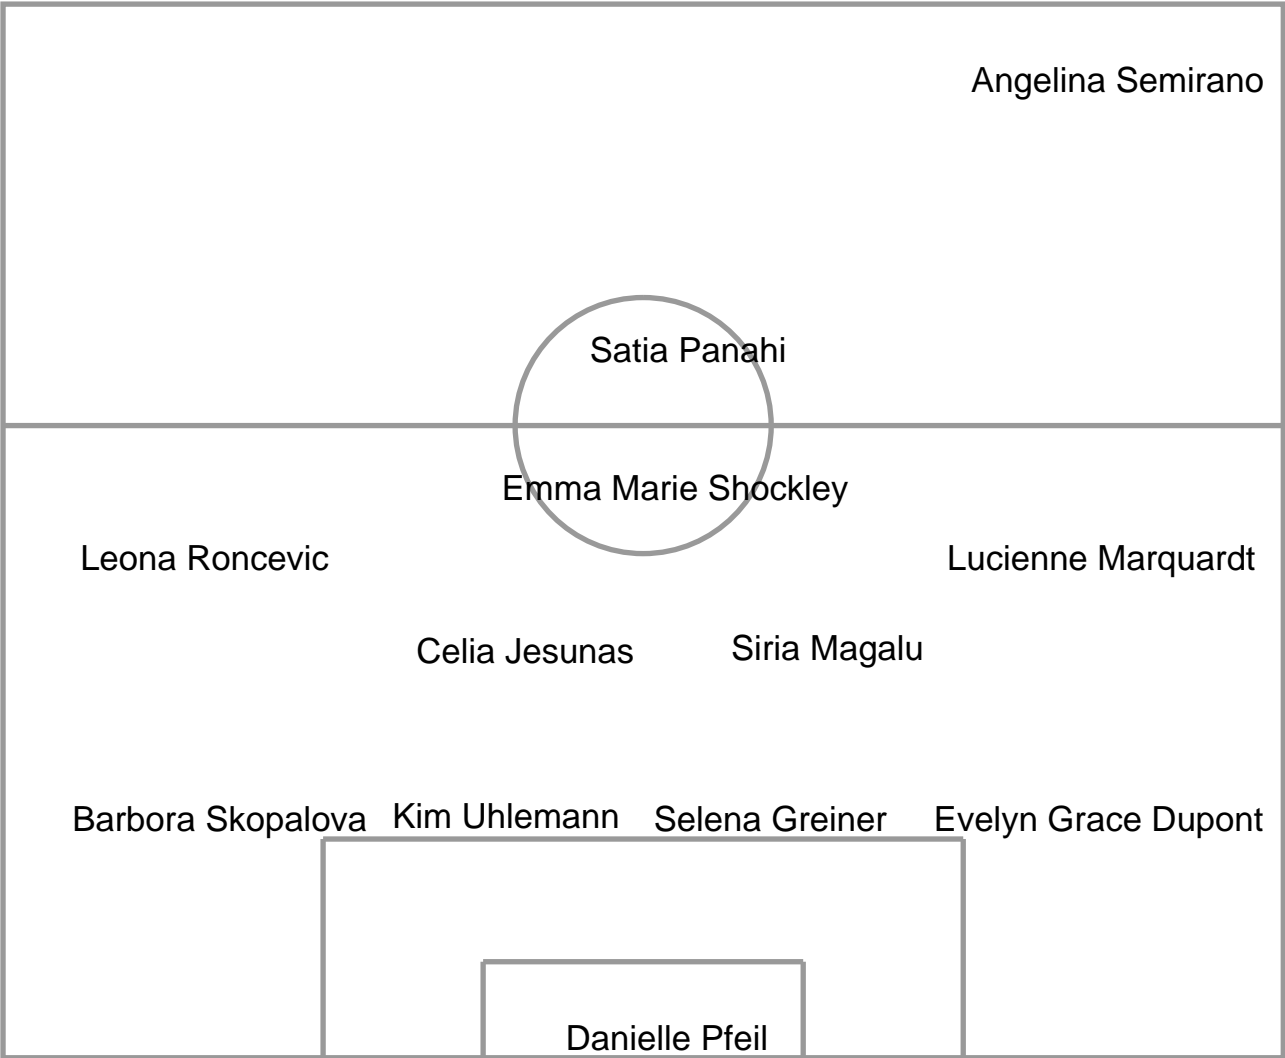 Angelina Semirano
Satia Panahi
Emma Marie Shockley
Leona Roncevic
Lucienne Marquardt
Celia Jesunas
Siria Magalu
Barbora Skopalova
Kim Uhlemann
Selena Greiner
Evelyn Grace Dupont
Danielle Pfeil